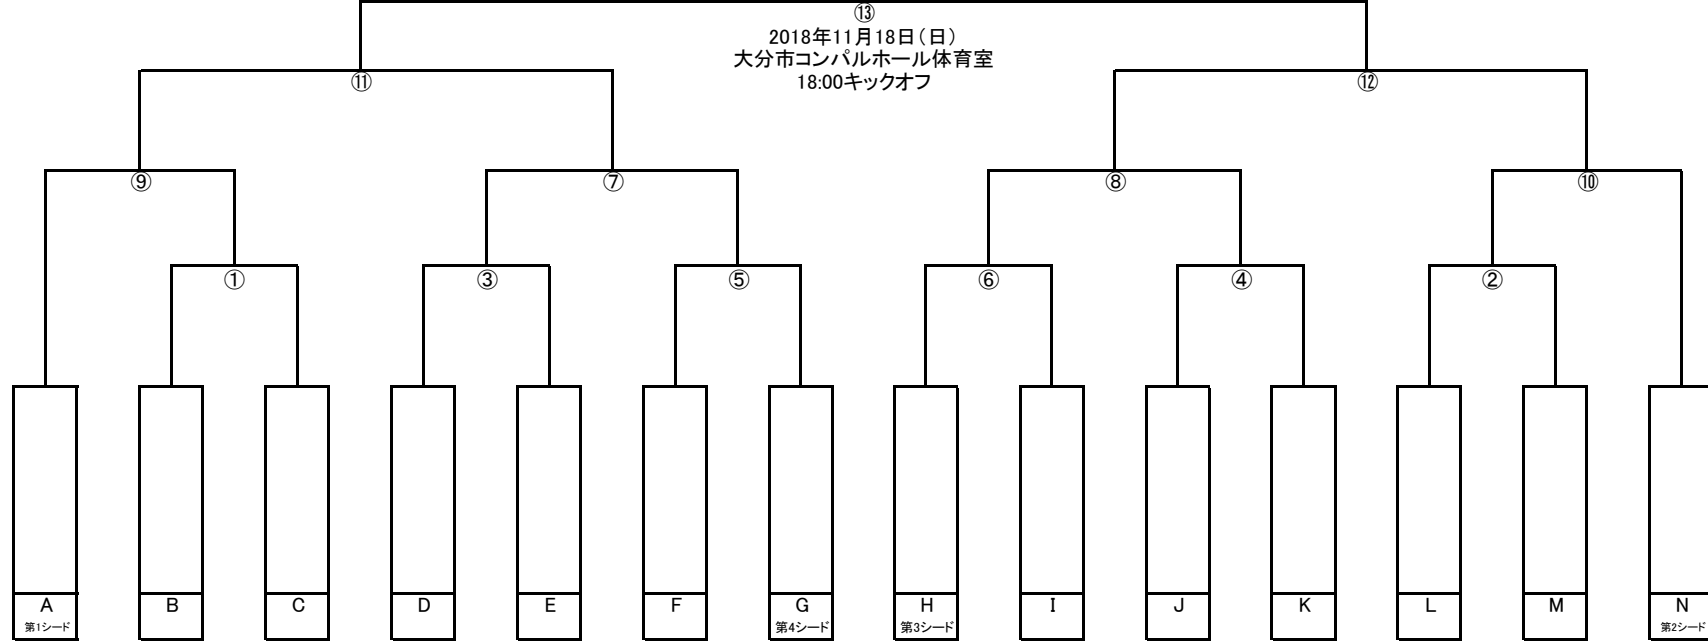 ⑬
2018年11月18日(日)
大分市コンパルホール体育室
18:00キックオフ
⑪
⑫
⑨
⑦
⑧
⑩
①
③
⑤
⑥
④
②
A
B
C
D
E
F
G
H
I
J
K
L
M
N
第1シード
第4シード
第3シード
第2シード